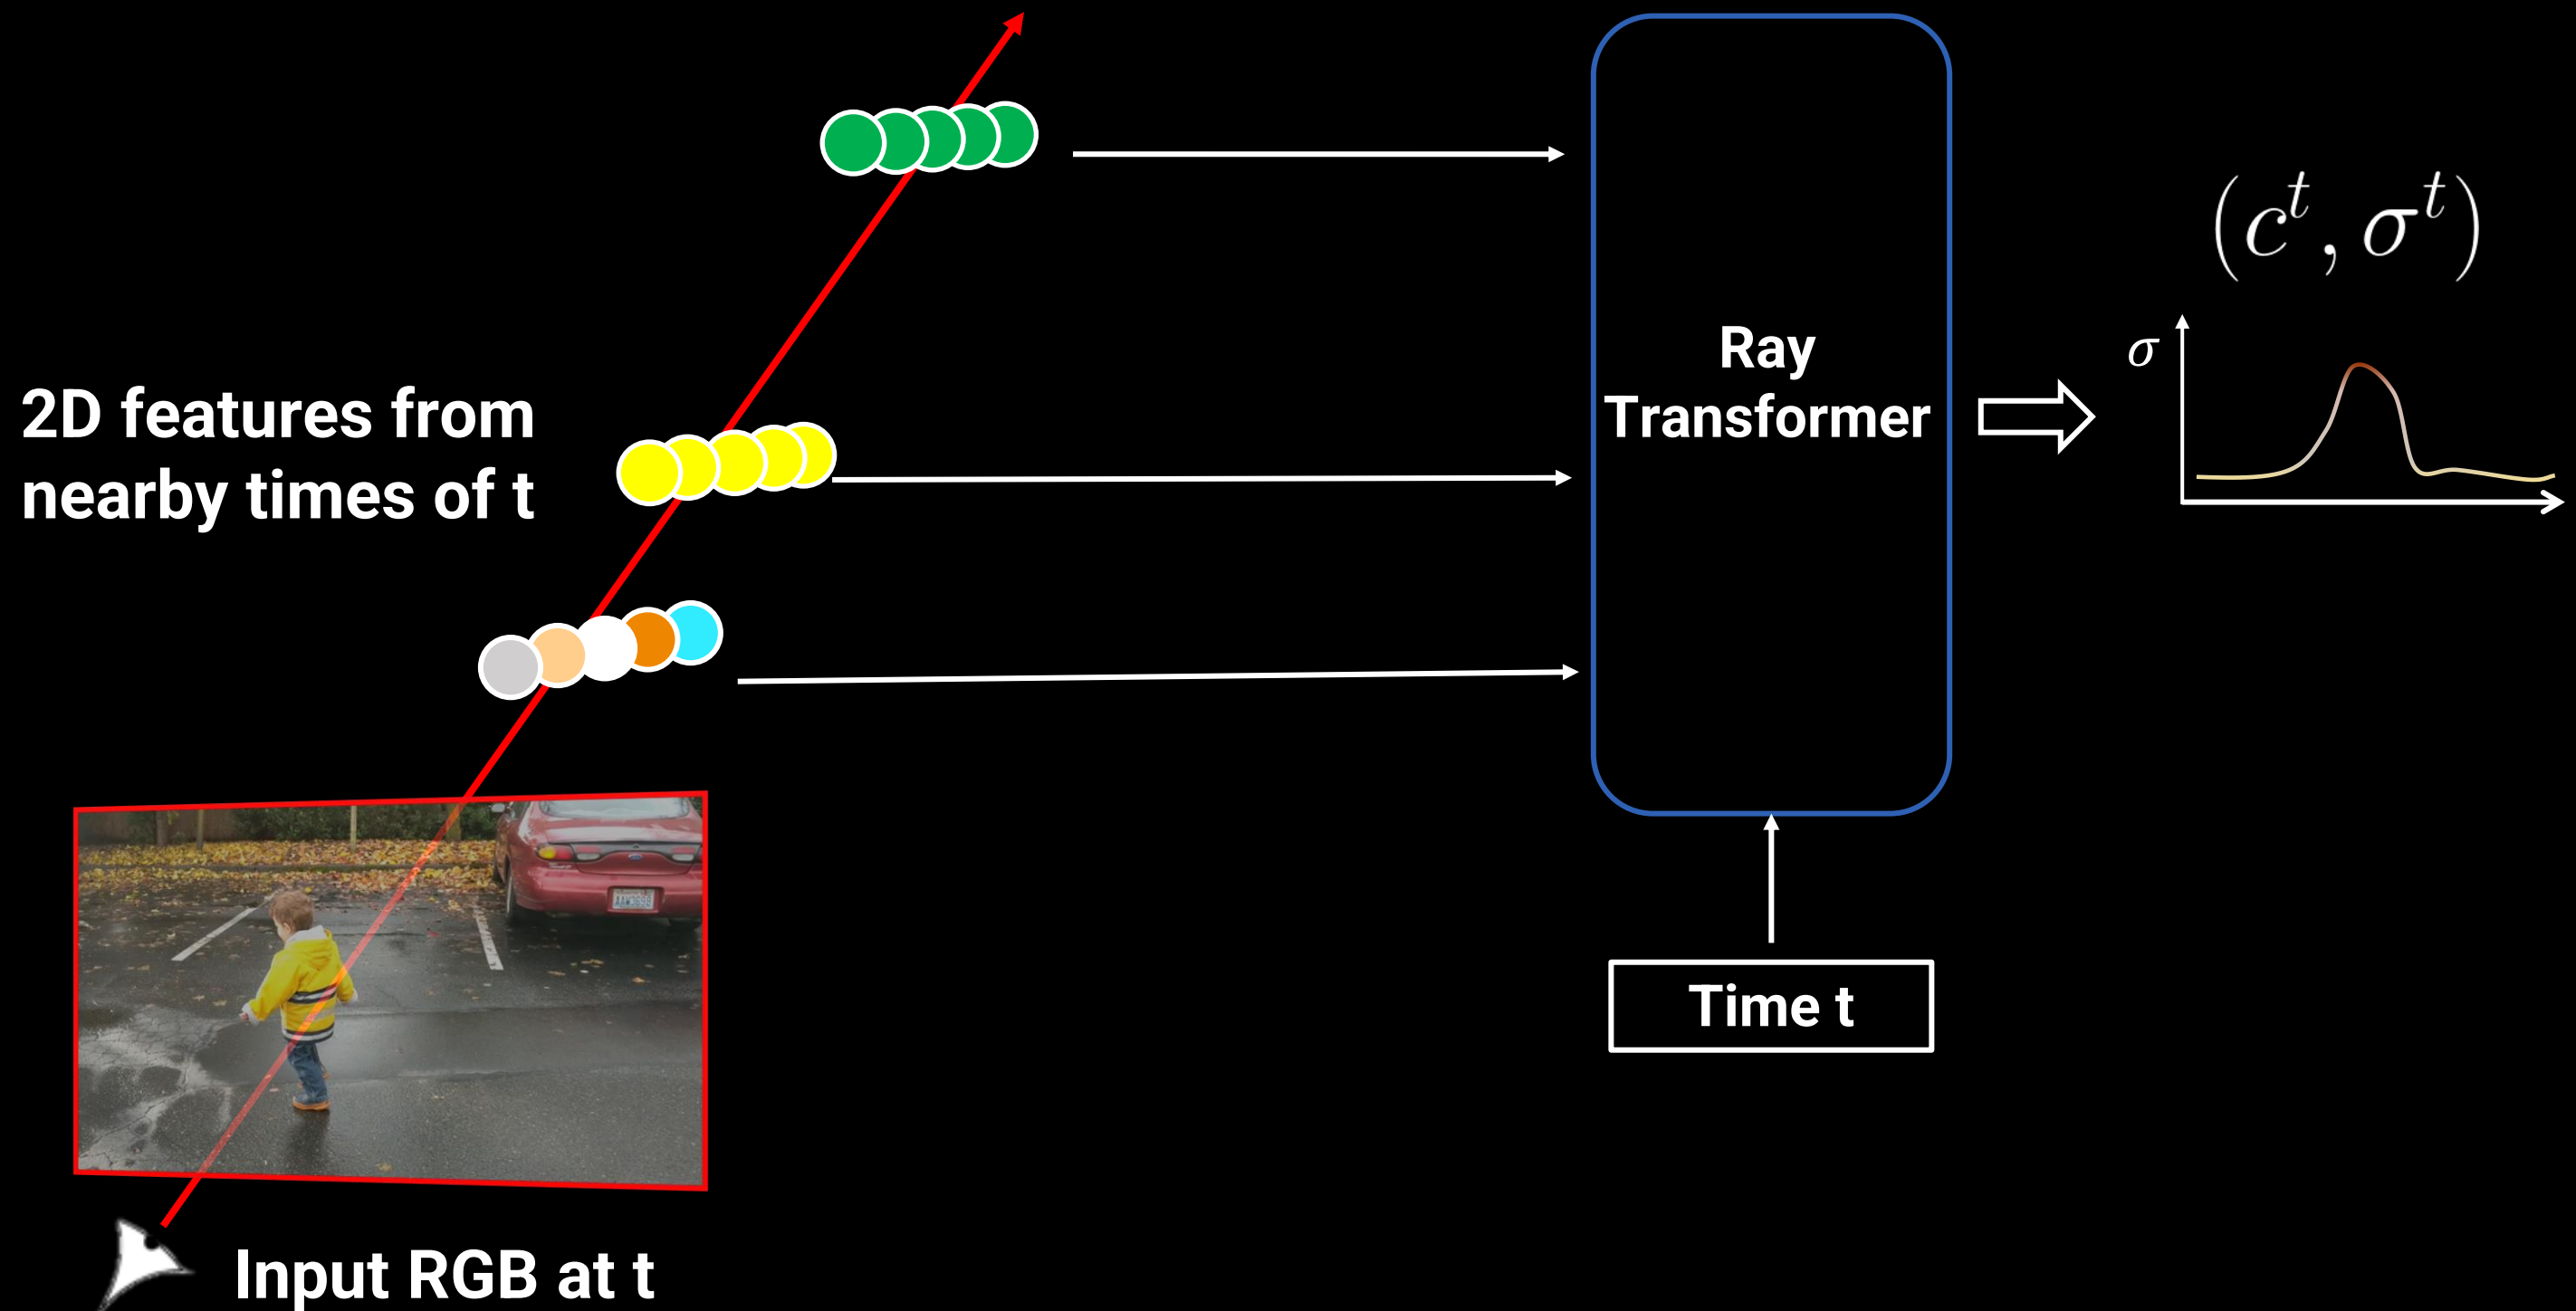 2D features from
nearby times of t
Ray
Transformer
(c^t, σ^t)
σ
Time t
Input RGB at t